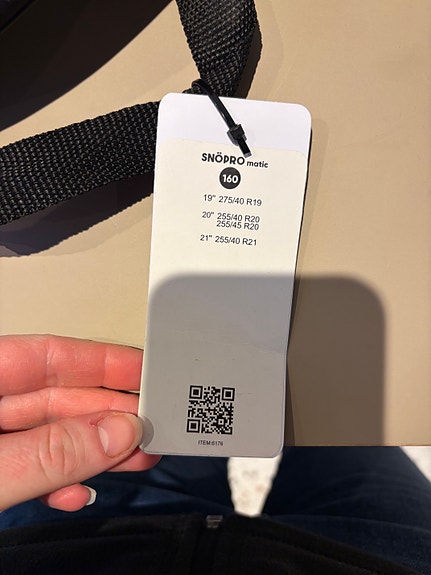 SNÖPRO matic
160
19" 275/40 R19
20" 255/40 R20
255/45 R20
21" 255/40 R21
ITEM:6176